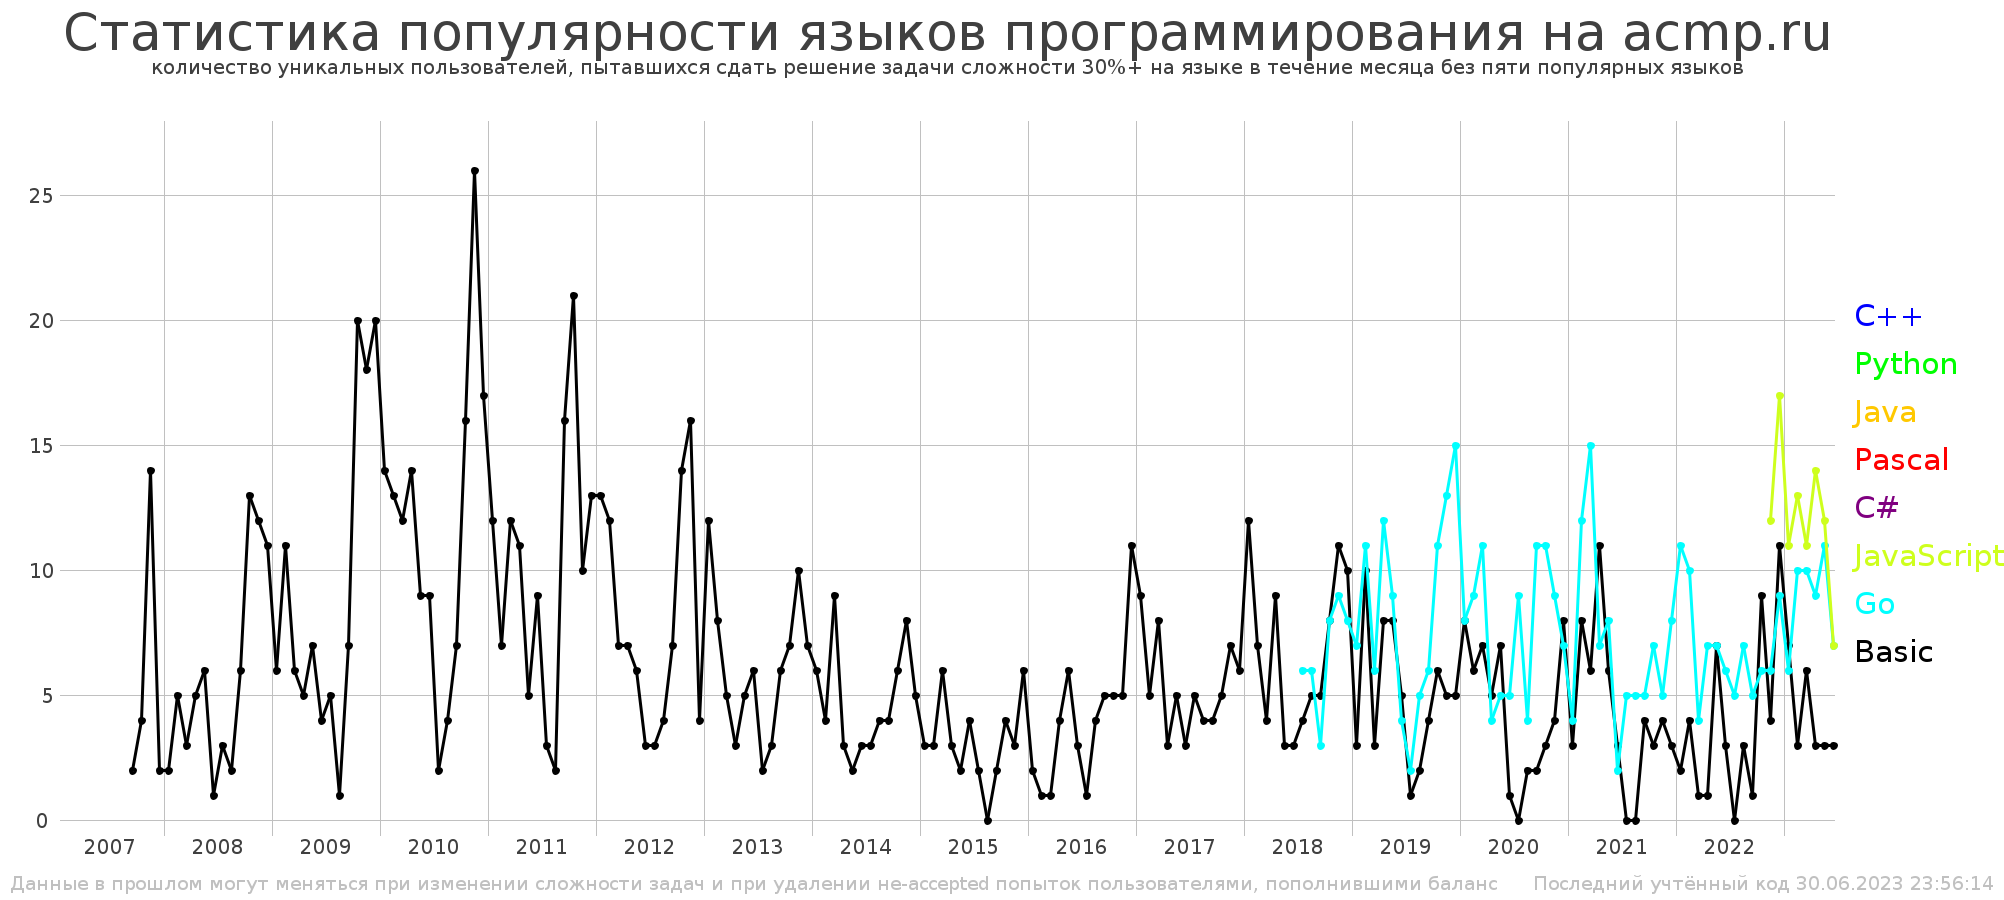 Статистика популярности языков программирования на acmp.ru
количество уникальных пользователей, пытавшихся сдать решение задачи сложности 30%+ на языке в течение месяца без пяти популярных языков
25
20
15
10
5
0
C++
Python
Java
Pascal
C#
JavaScript
Go
Basic
2007 2008 2009 2010 2011 2012 2013 2014 2015 2016 2017 2018 2019 2020 2021 2022
Данные в прошлом могут меняться при изменении сложности задач и при удалении не-accepted попыток пользователями, пополнившими баланс Последний учтённый код 30.06.2023 23:56:14